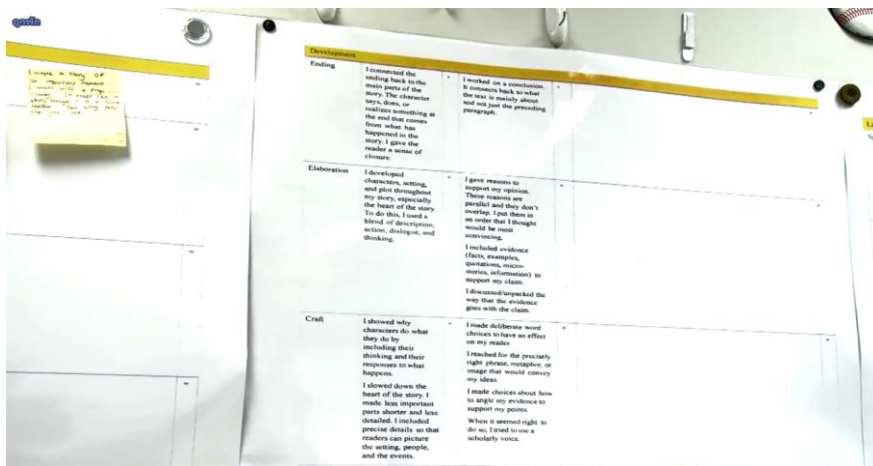 I wrote a story of
Development
Ending
I connected the
ending back to the
main parts of the
story. The character
says, does, or
realizes something at
the end that comes
from what has
happened in the
story. I gave the
reader a sense of
closure.
I worked on a conclusion.
It connects back to what
the text is mainly about
and not just the preceding
paragraph.
Elaboration
I developed
characters, setting,
and plot throughout
my story, especially
the heart of the story.
To do this, I used a
blend of description,
action, dialogue, and
thinking.
I gave reasons to
support my opinion.
These reasons are
parallel and they don't
overlap. I put them in
an order that I thought
would be most
convincing.
I included evidence
(facts, examples,
quotations, micro-
stories, information) to
support my claim.
I discussed/unpacked the
way that the evidence
goes with the claim.
Craft
I showed why
characters do what
they do by
including their
thinking and their
responses to what
happens.
I slowed down the
heart of the story. I
made less important
parts shorter and less
detailed. I included
precise details so that
readers can picture
the setting, people,
and the events.
I made deliberate word
choices to have an effect
on my reader.
I reached for the precisely
right phrase, metaphor, or
image that would convey
my ideas.
I made choices about how
to angle my evidence to
support my points.
When it seemed right to
do so, I tried to use a
scholarly voice.